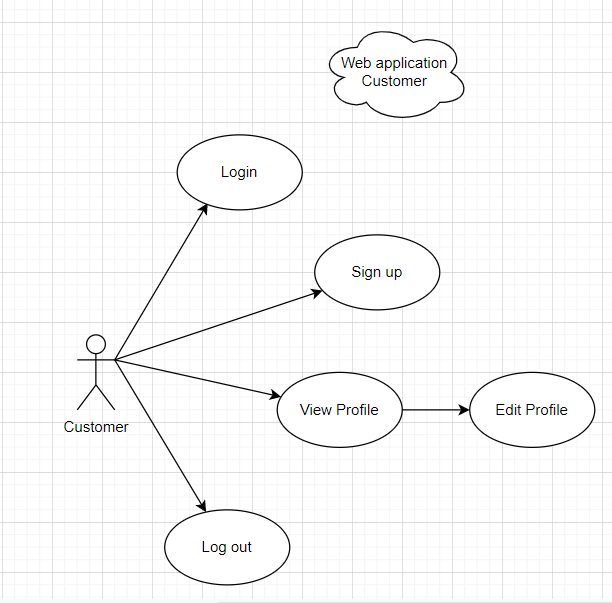 Web application
Customer
Login
Sign up
View Profile
Edit Profile
Customer
Log out